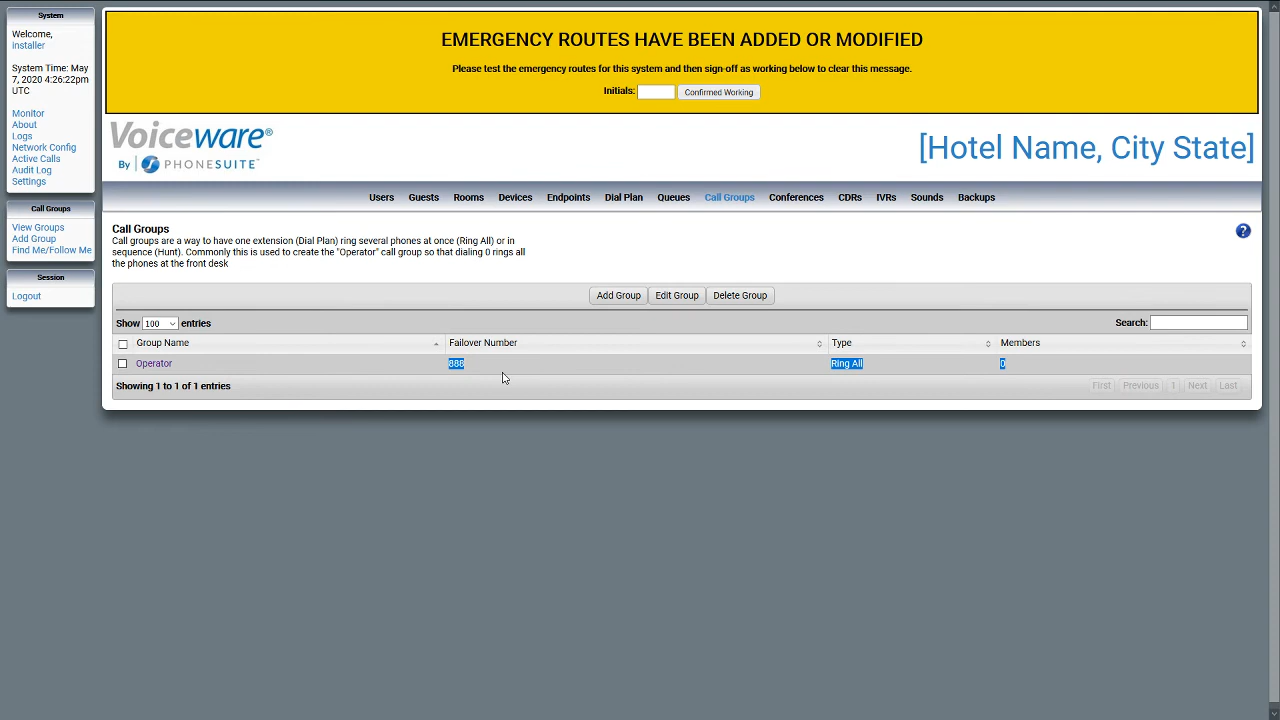 System
Welcome,
installer
System Time: May
7, 2020 4:26:22pm
UTC
Monitor
About
Logs
Network Config
Active Calls
Audit Log
Settings
Call Groups
View Groups
Add Group
Find Me/Follow Me
Session
Logout
EMERGENCY ROUTES HAVE BEEN ADDED OR MODIFIED
Please test the emergency routes for this system and then sign-off as working below to clear this message.
Initials: Confirmed Working
Voiceware®
By PHONESUITE™
[Hotel Name, City State]
Users Guests Rooms Devices Endpoints Dial Plan Queues Call Groups Conferences CDRs IVRs Sounds Backups
Call Groups
Call groups are a way to have one extension (Dial Plan) ring several phones at once (Ring All) or in
sequence (Hunt). Commonly this is used to create the "Operator" call group so that dialing 0 rings all
the phones at the front desk
?
Add Group Edit Group Delete Group
Show 100 entries Search:
Group Name Failover Number Type Members
Operator 888 Ring All 0
Showing 1 to 1 of 1 entries First Previous 1 Next Last